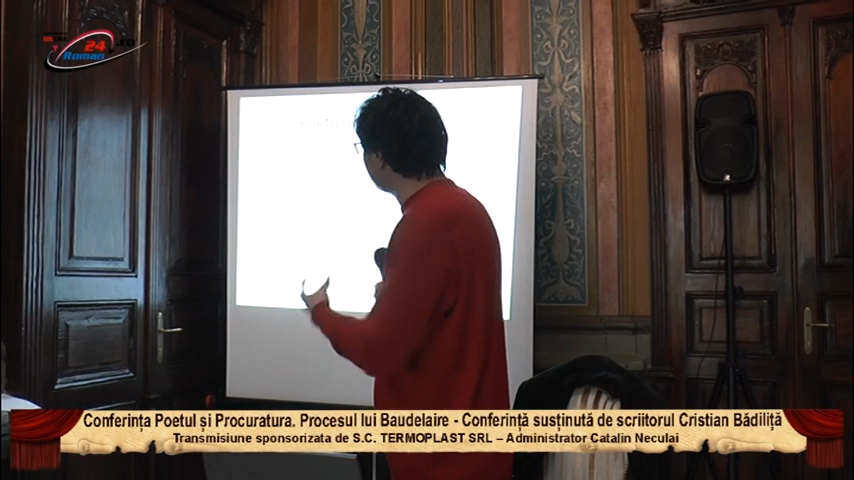 24
Roman
.ro
Conferința Poetul și Procuratura. Procesul lui Baudelaire - Conferință susținută de scriitorul Cristian Bădiliță
Transmisiune sponsorizata de S.C. TERMOPLAST SRL – Administrator Catalin Neculai